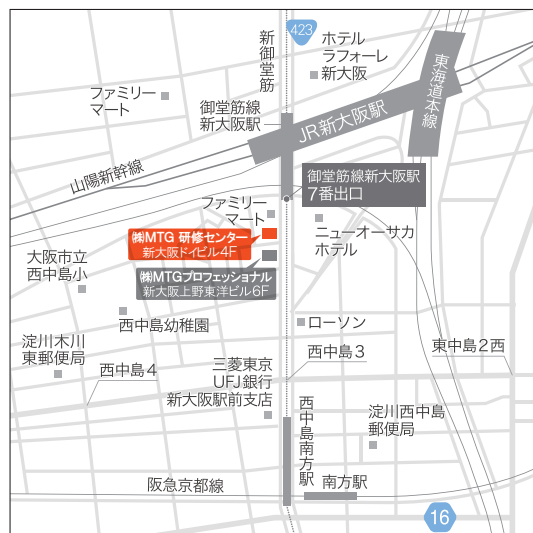 423
新御堂筋
ホテル
ラフォーレ
新大阪
東海道本線
ファミリー
マート
御堂筋線
新大阪駅
JR新大阪駅
山陽新幹線
御堂筋線新大阪駅
7番出口
ファミリー
マート
ニューオーサカ
ホテル
㈱MTG 研修センター
新大阪ドイビル4F
大阪市立
西中島小
㈱MTGプロフェッショナル
新大阪上野東洋ビル6F
西中島幼稚園
ローソン
淀川木川
東郵便局
西中島4
三菱東京
UFJ銀行
新大阪駅前支店
西中島3
東中島2西
西中島南方駅
淀川西中島
郵便局
阪急京都線
南方駅
16